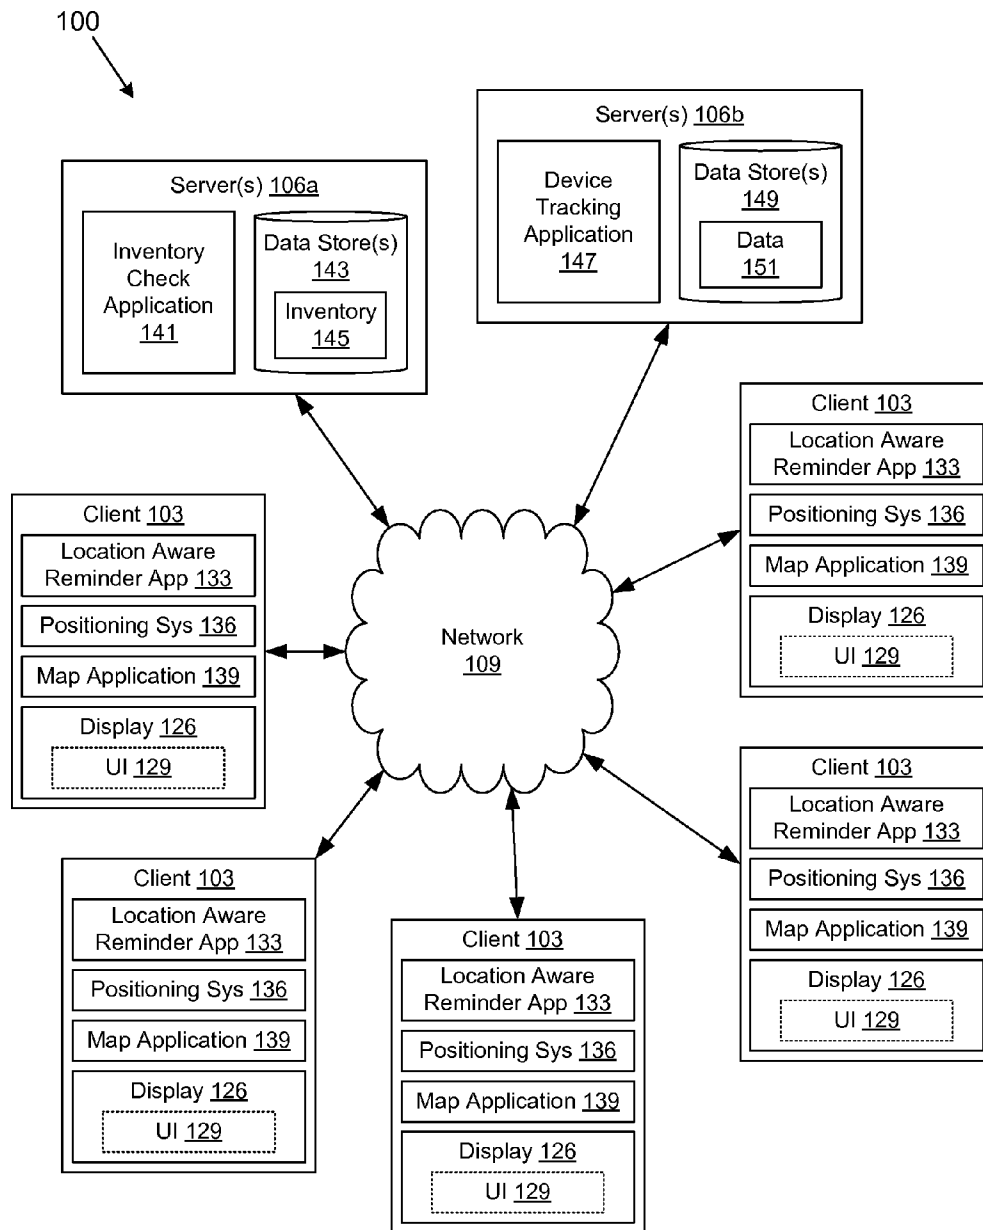 100
Server(s) 106a
Inventory
Check
Application
141
Data Store(s)
143
Inventory
145
Server(s) 106b
Device
Tracking
Application
147
Data Store(s)
149
Data
151
Client 103
Location Aware
Reminder App 133
Positioning Sys 136
Map Application 139
Display 126
UI 129
Network
109
Client 103
Location Aware
Reminder App 133
Positioning Sys 136
Map Application 139
Display 126
UI 129
Client 103
Location Aware
Reminder App 133
Positioning Sys 136
Map Application 139
Display 126
UI 129
Client 103
Location Aware
Reminder App 133
Positioning Sys 136
Map Application 139
Display 126
UI 129
Client 103
Location Aware
Reminder App 133
Positioning Sys 136
Map Application 139
Display 126
UI 129